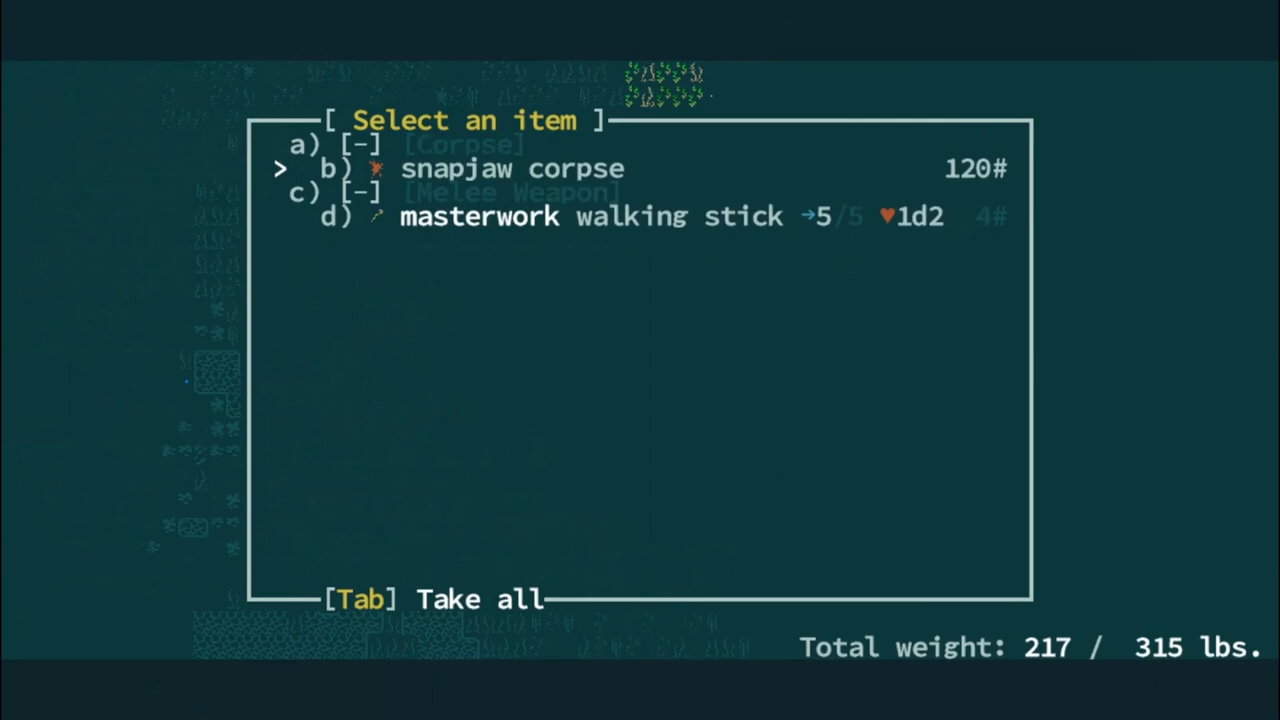 [ Select an item ]
a) [-] [Corpse]
> b) snapjaw corpse 120#
c) [-] [Melee Weapon]
d) masterwork walking stick →5/5 ♥1d2 4#
[Tab] Take all
Total weight: 217 / 315 lbs.